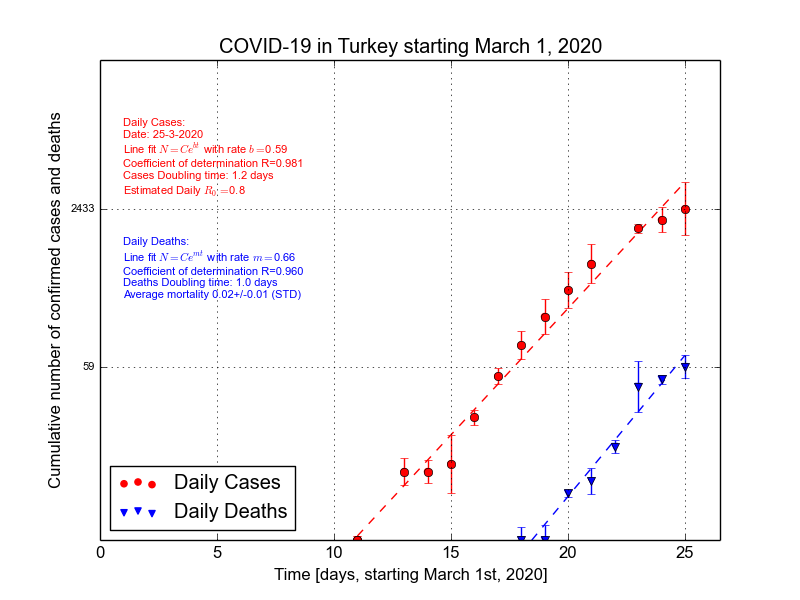 COVID-19 in Turkey starting March 1, 2020
Cumulative number of confirmed cases and deaths
Daily Cases:
Date: 25-3-2020
Line fit N = Ce^{bt} with rate b =0.59
Coefficient of determination R=0.981
Cases Doubling time: 1.2 days
Estimated Daily R_0 =0.8
2433
Daily Deaths:
Line fit N = Ce^{mt} with rate m =0.66
Coefficient of determination R=0.960
Deaths Doubling time: 1.0 days
Average mortality 0.02+/-0.01 (STD)
59
Daily Cases
Daily Deaths
0 5 10 15 20 25
Time [days, starting March 1st, 2020]